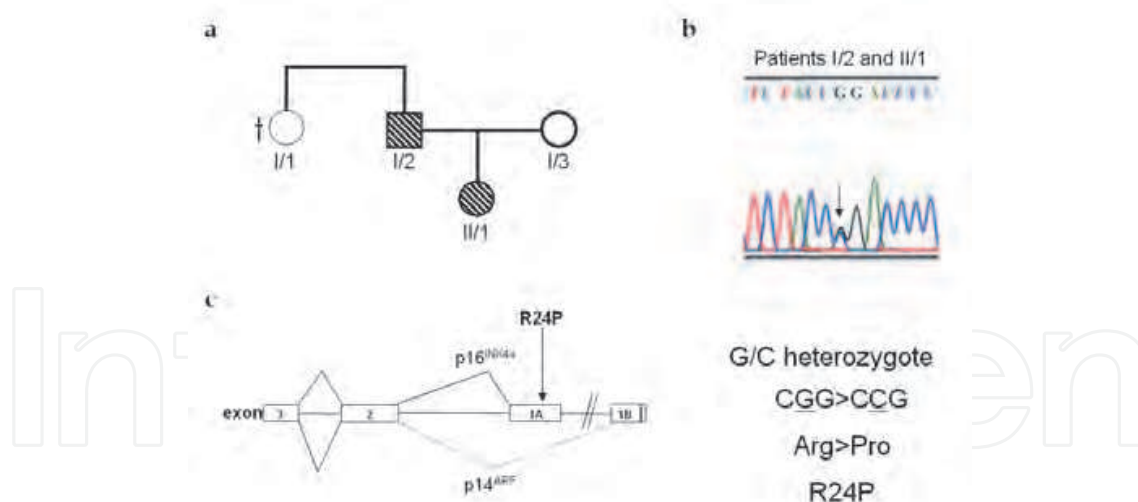 a
I/1
I/2
I/3
II/1
b
Patients I/2 and II/1
G G
G/C heterozygote
CGG>CCG
Arg>Pro
R24P
c
R24P
p16INK4a
exon
3
2
1A
1B
p14ARF